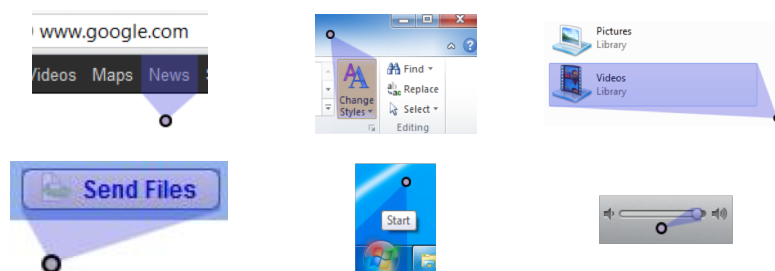 www.google.com
Videos Maps News
Find
Replace
Change Styles
Select
Editing
Pictures
Library
Videos
Library
Send Files
Start